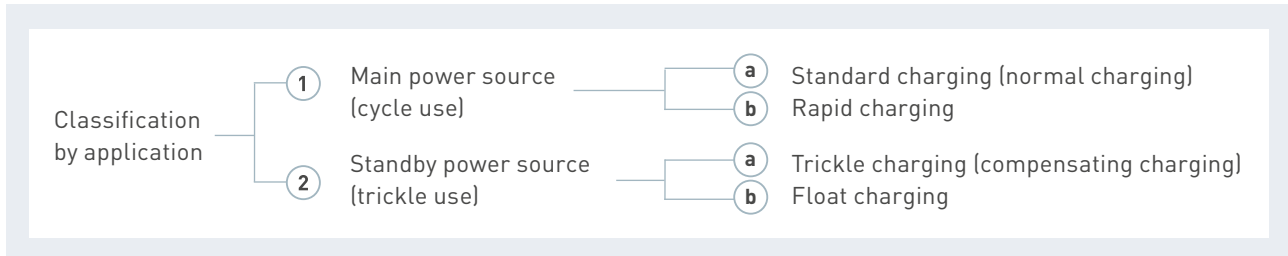 Classification
by application
1 Main power source
(cycle use)
a Standard charging (normal charging)
b Rapid charging
2 Standby power source
(trickle use)
a Trickle charging (compensating charging)
b Float charging